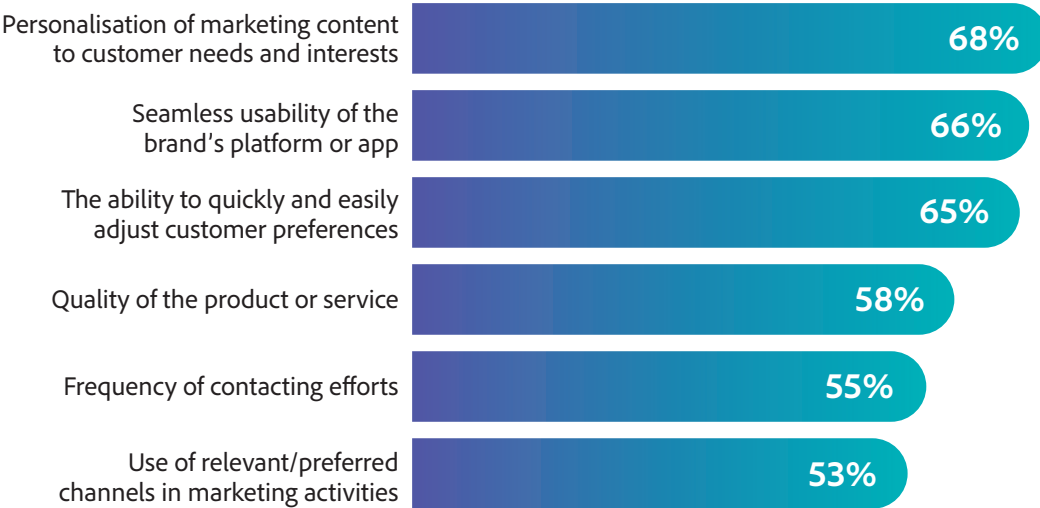 Personalisation of marketing content
to customer needs and interests
68%
Seamless usability of the
brand's platform or app
66%
The ability to quickly and easily
adjust customer preferences
65%
Quality of the product or service
58%
Frequency of contacting efforts
55%
Use of relevant/preferred
channels in marketing activities
53%